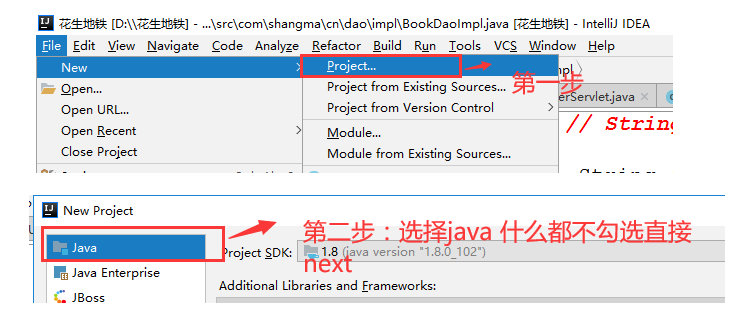 花生地铁 [D:\\花生地铁] - ...\src\com\shangma\cn\dao\impl\BookDaoImpl.java [花生地铁] - IntelliJ IDEA
File Edit View Navigate Code Analyze Refactor Build Run Tools VCS Window Help
New
Project...
第一步
Open...
Project from Existing Sources...
erServlet.java
Open URL...
Project from Version Control
Open Recent
Module...
// String
Close Project
Module from Existing Sources...
New Project
第二步：选择java 什么都不勾选直接
next
Java
Project SDK: 1.8 (java version "1.8.0_102")
Java Enterprise
Additional Libraries and Frameworks:
JBoss